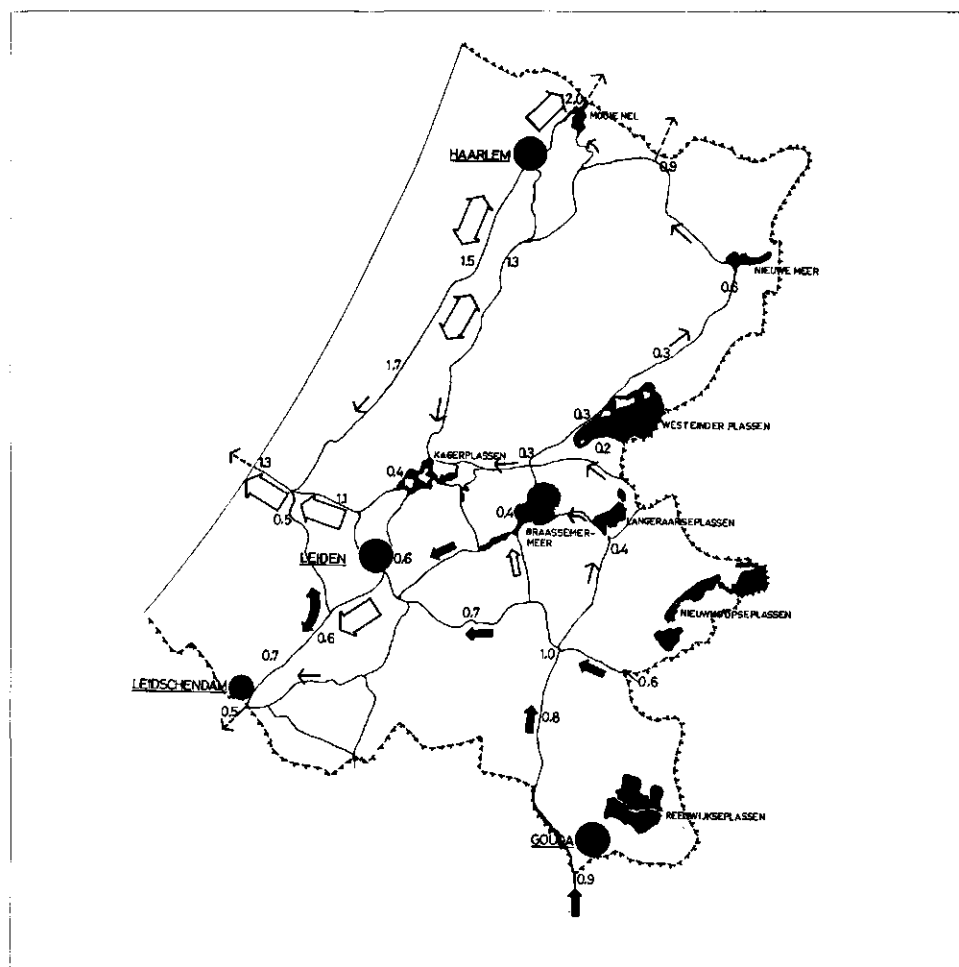 2.0
MOOIE NEL
HAARLEM
0.9
1.5
1.3
NIEUWE MEER
0.6
0.3
1.7
0.3
WESTEINDER PLASSEN
0.2
KAGERPLASSEN
0.3
1.3
0.4
1.1
0.5
0.4
LANGERAARSEPLASSEN
BRAASSEMER-
MEER
0.4
LEIDEN
0.6
NIEUWKOOPSEPLASSEN
0.7
0.6
1.0
0.7
0.6
LEIDSCHENDAM
0.5
0.8
REEUWIJKSEPLASSEN
GOUDA
0.9